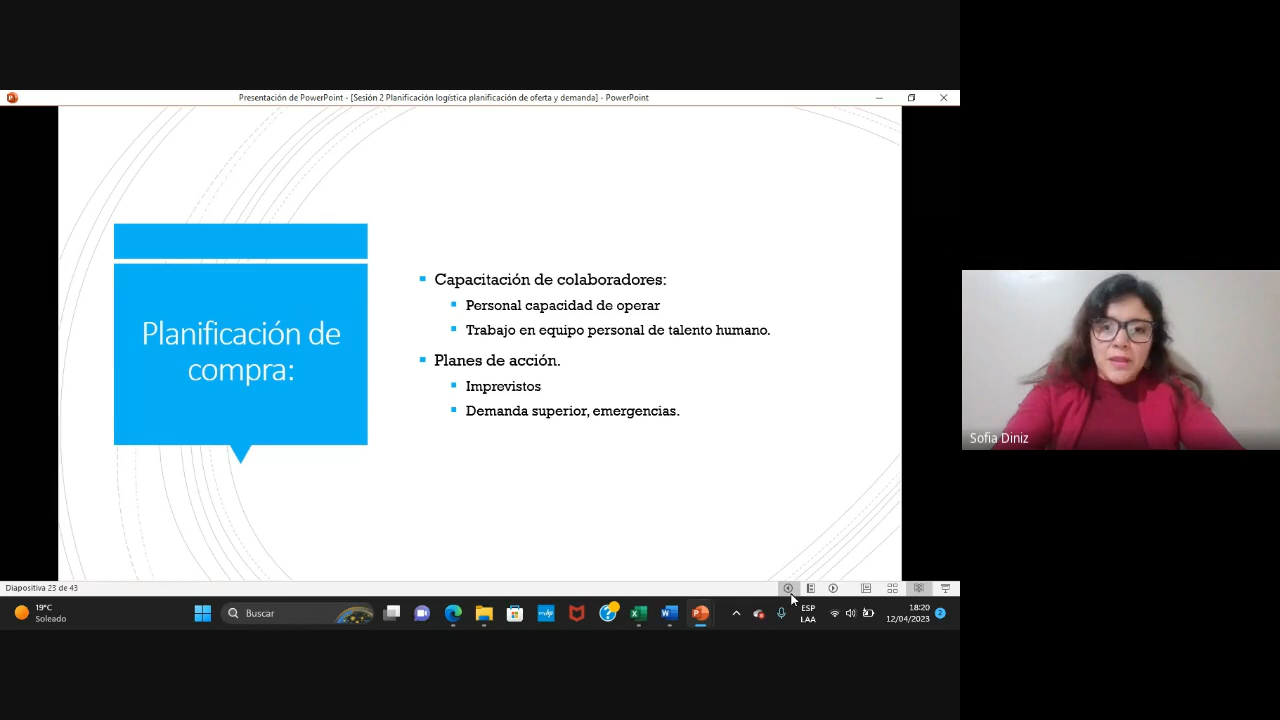 Presentación de PowerPoint - [Sesión 2 Planificación logística planificación de oferta y demanda] - PowerPoint
Planificación de
compra:
Capacitación de colaboradores:
Personal capacidad de operar
Trabajo en equipo personal de talento humano.
Planes de acción.
Imprevistos
Demanda superior, emergencias.
Sofia Diniz
Diapositiva 23 de 43
19°C
Soleado
Buscar
ESP
LAA
18:20
12/04/2023
2